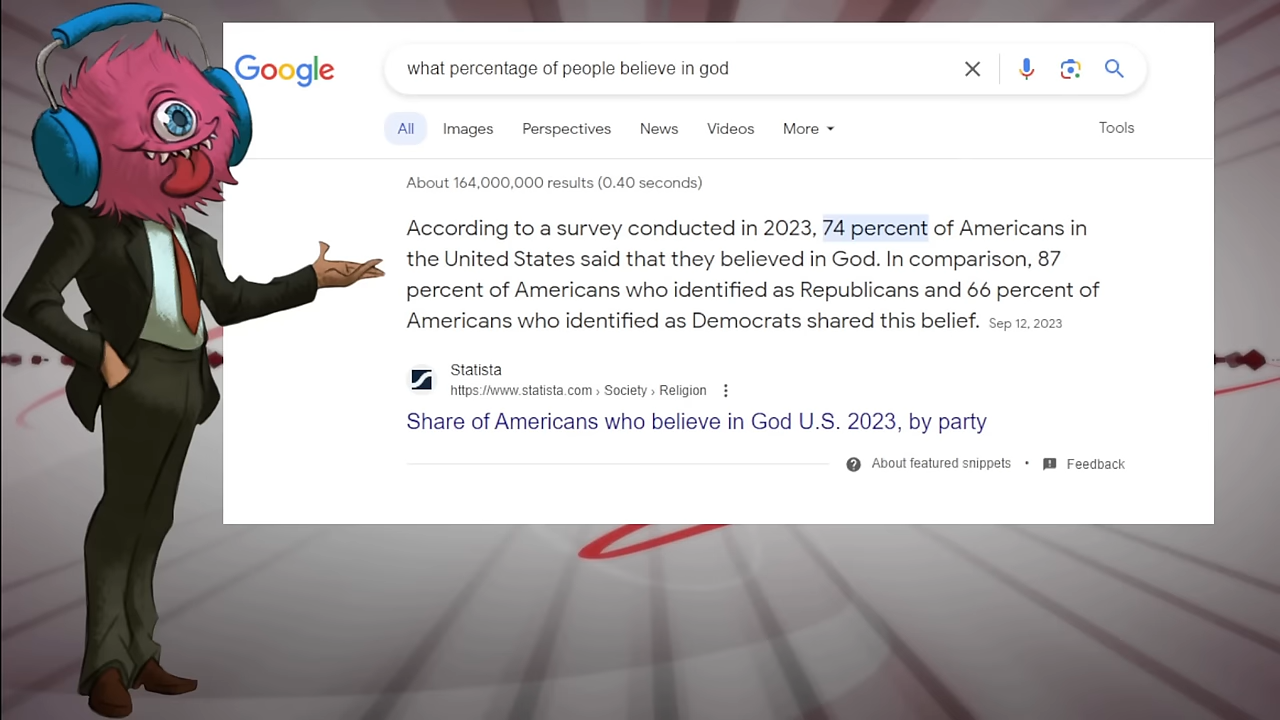 Google
what percentage of people believe in god
All Images Perspectives News Videos More Tools
About 164,000,000 results (0.40 seconds)
According to a survey conducted in 2023, 74 percent of Americans in
the United States said that they believed in God. In comparison, 87
percent of Americans who identified as Republicans and 66 percent of
Americans who identified as Democrats shared this belief. Sep 12, 2023
Statista
https://www.statista.com › Society › Religion
Share of Americans who believe in God U.S. 2023, by party
About featured snippets • Feedback